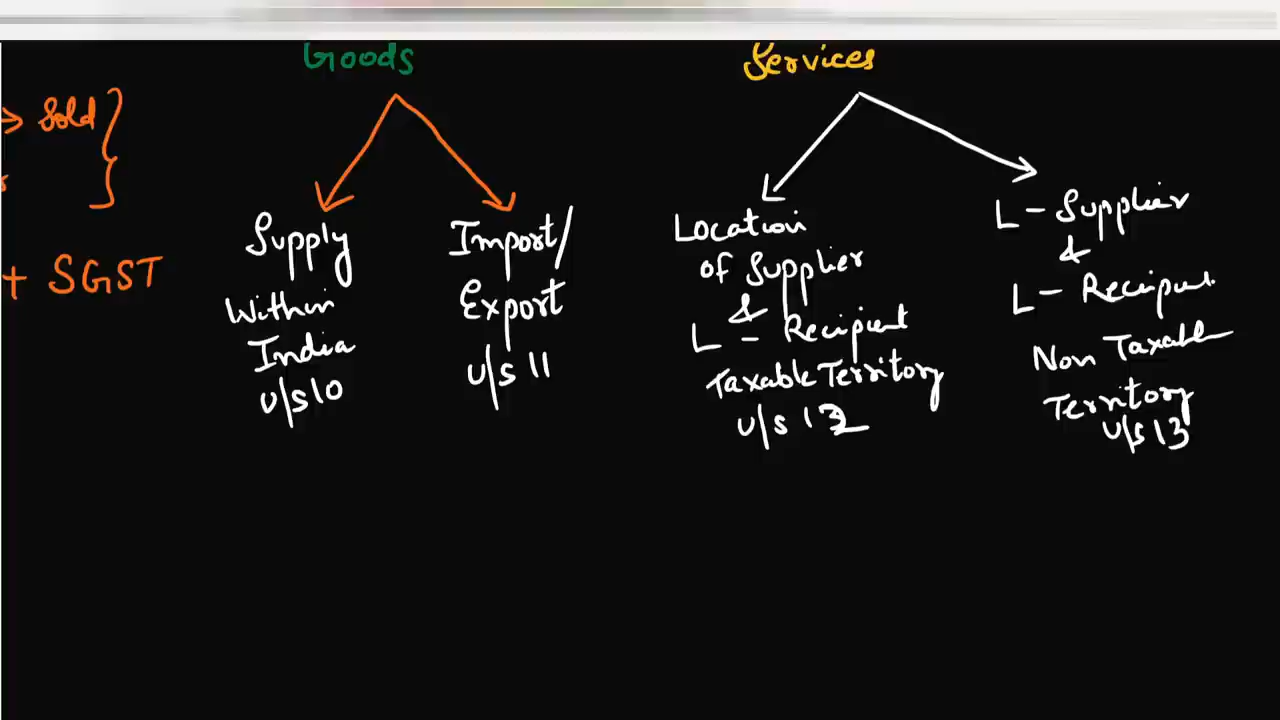 Goods
Services
→ Sold
+ SGST
Supply
Within
India
u/s 10
Import/
Export
u/s 11
Location
of Supplier
&
L - Recipient
Taxable Territory
u/s 12
L - Supplier
&
L - Recipient
Non Taxable
Territory
u/s 13